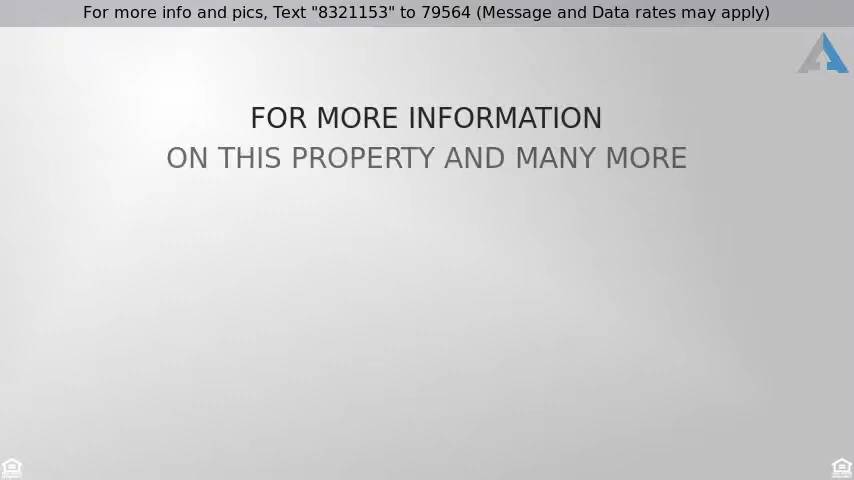 For more info and pics, Text "8321153" to 79564 (Message and Data rates may apply)
FOR MORE INFORMATION
ON THIS PROPERTY AND MANY MORE